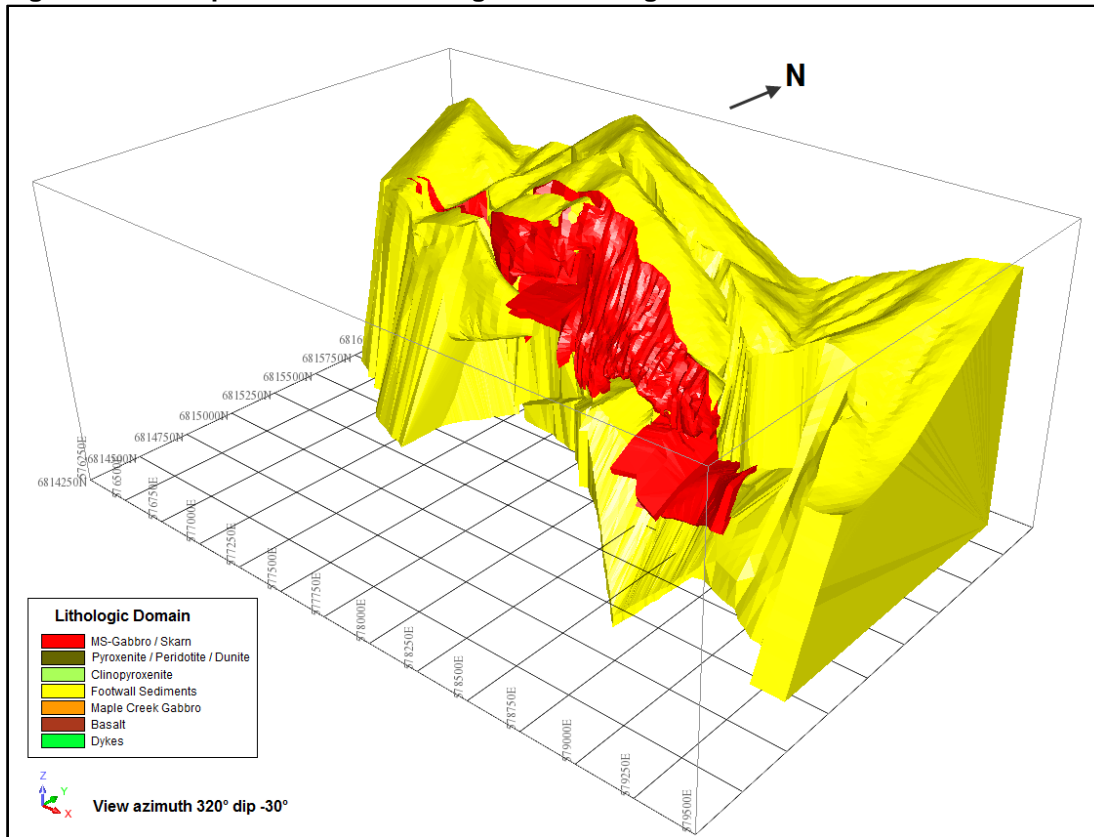 N
6815750N
6815500N
6815250N
6815000N
6814750N
6814500N
6814250N
576250E
576500E
576750E
577000E
577250E
577500E
577750E
578000E
578250E
578500E
578750E
579000E
579250E
579500E
Lithologic Domain
MS-Gabbro / Skarn
Pyroxenite / Peridotite / Dunite
Clinopyroxenite
Footwall Sediments
Maple Creek Gabbro
Basalt
Dykes
Z
Y
X
View azimuth 320° dip -30°